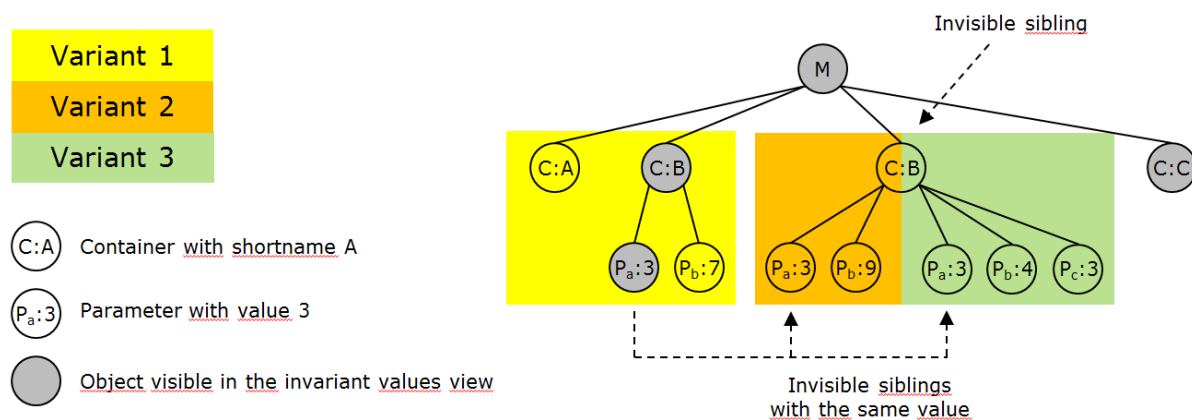 Invisible sibling
Variant 1
Variant 2
Variant 3
M
C:A
C:B
C:B
C:C
C:A Container with shortname A
Pa:3
Pb:7
Pa:3
Pb:9
Pa:3
Pb:4
Pc:3
Pa:3 Parameter with value 3
Object visible in the invariant values view
Invisible siblings
with the same value